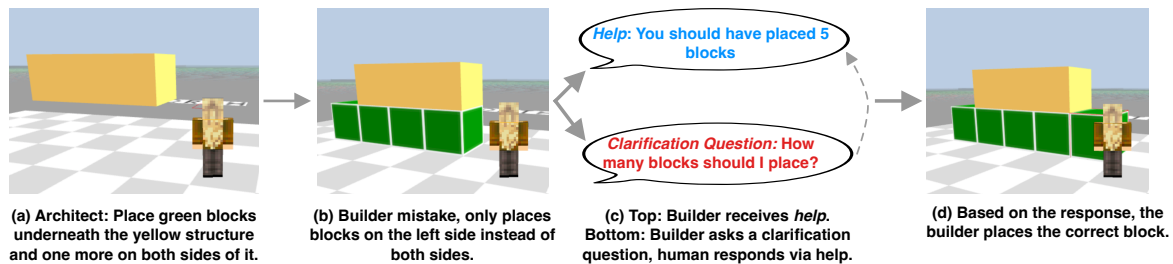 Help: You should have placed 5
blocks
Clarification Question: How
many blocks should I place?
(a) Architect: Place green blocks
underneath the yellow structure
and one more on both sides of it.
(b) Builder mistake, only places
blocks on the left side instead of
both sides.
(c) Top: Builder receives help.
Bottom: Builder asks a clarification
question, human responds via help.
(d) Based on the response, the
builder places the correct block.